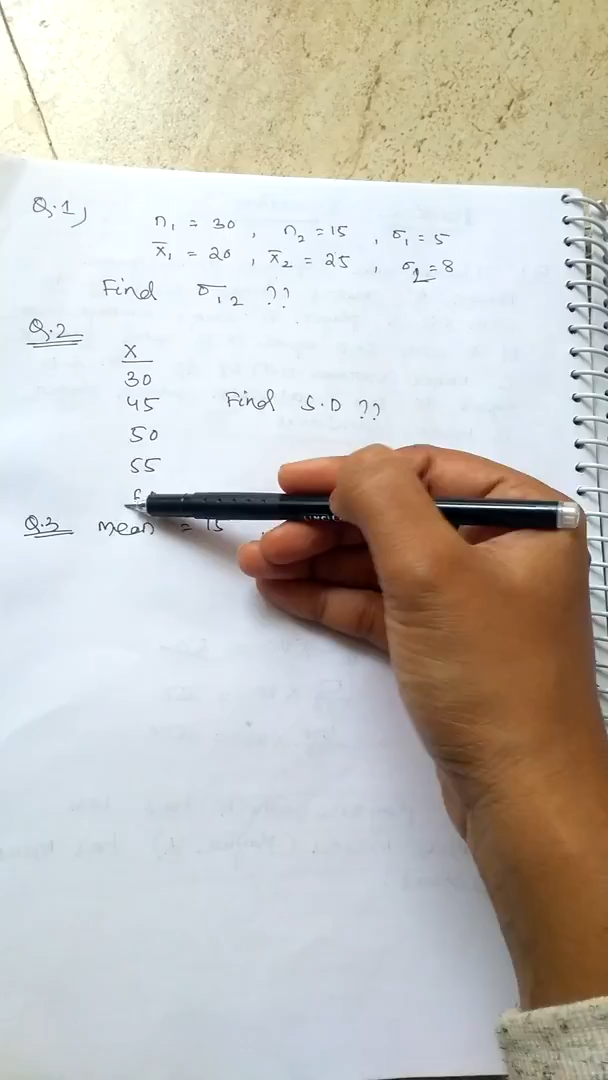 Q.1)
n₁ = 30 , n₂ = 15 , σ₁ = 5
x̄₁ = 20 , x̄₂ = 25 , σ₂ = 8
Find σ₁₂ ??
Q.2
X
30
45
50
55
Find S.D ??
Q.3 mean = 15